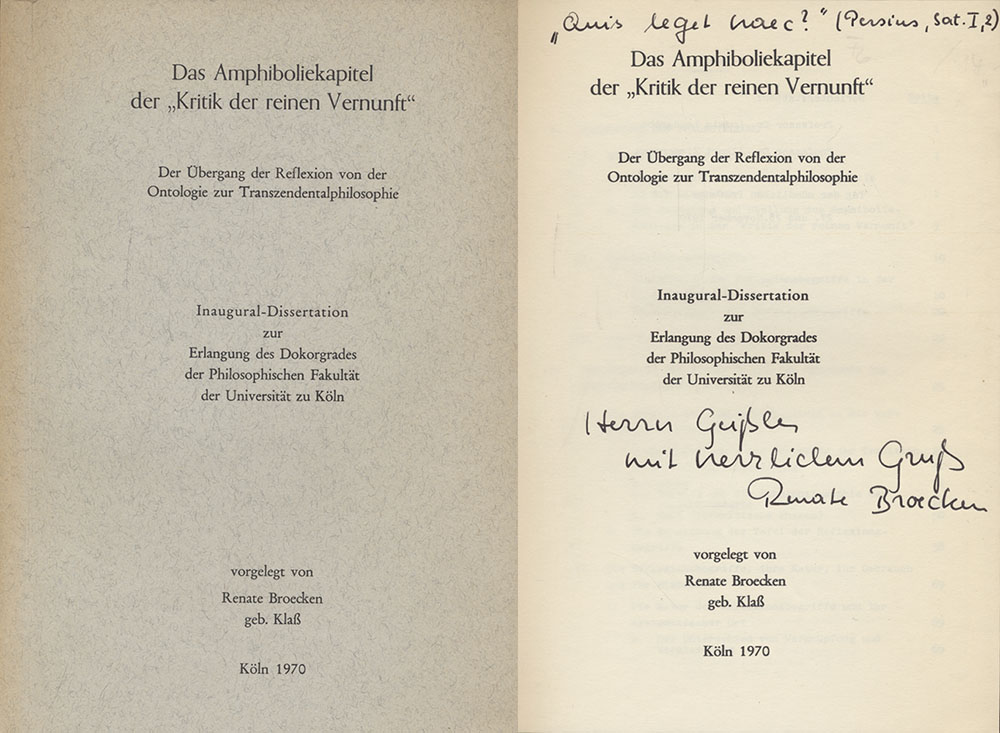 Das Amphiboliekapitel
der „Kritik der reinen Vernunft“
Der Übergang der Reflexion von der
Ontologie zur Transzendentalphilosophie
Inaugural-Dissertation
zur
Erlangung des Dokorgrades
der Philosophischen Fakultät
der Universität zu Köln
vorgelegt von
Renate Broecken
geb. Klaß
Köln 1970
„Quis leget haec?“ (Persius, Sat. I, 2)
Das Amphiboliekapitel
der „Kritik der reinen Vernunft“
Der Übergang der Reflexion von der
Ontologie zur Transzendentalphilosophie
Inaugural-Dissertation
zur
Erlangung des Dokorgrades
der Philosophischen Fakultät
der Universität zu Köln
Herrn Geißler
mit herzlichem Gruß
Renate Broecken
vorgelegt von
Renate Broecken
geb. Klaß
Köln 1970